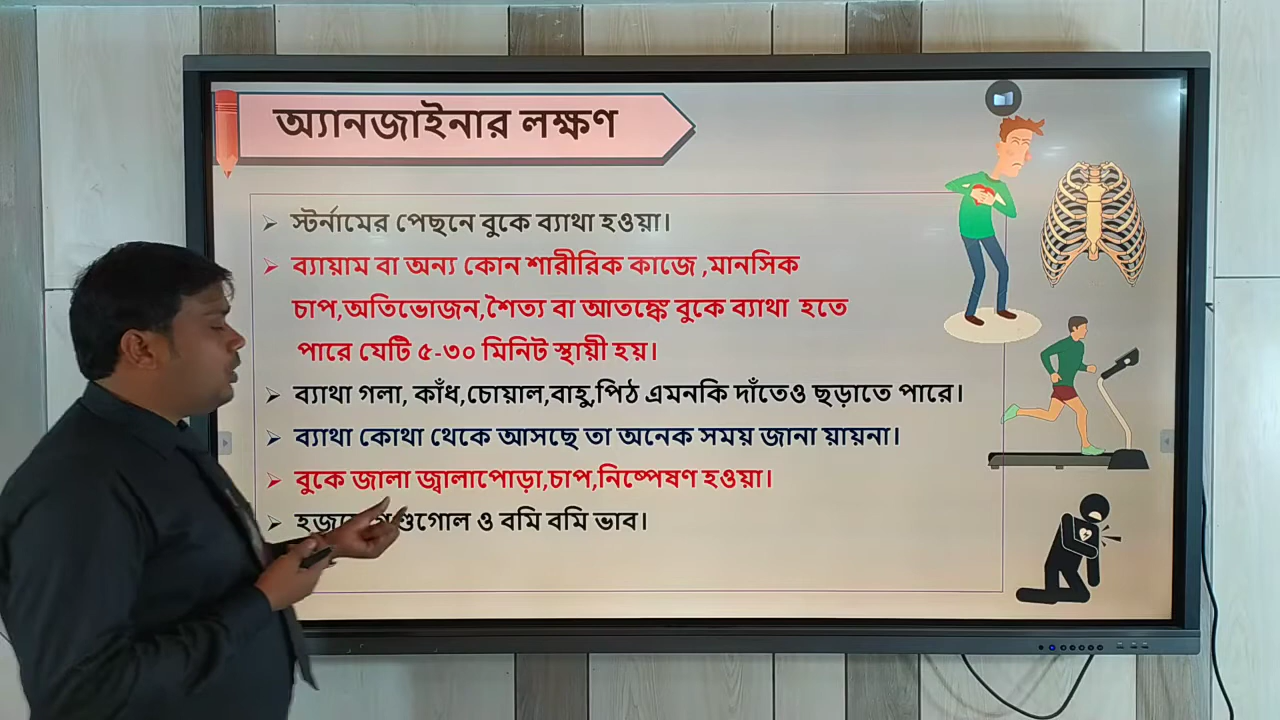 অ্যানজাইনার লক্ষণ
স্টর্নামের পেছনে বুকে ব্যাথা হওয়া।
ব্যায়াম বা অন্য কোন শারীরিক কাজে ,মানসিক
চাপ,অতিভোজন,শৈত্য বা আতঙ্কে বুকে ব্যাথা হতে
পারে যেটি ৫-৩০ মিনিট স্থায়ী হয়।
ব্যাথা গলা, কাঁধ,চোয়াল,বাহু,পিঠ এমনকি দাঁতেও ছড়াতে পারে।
ব্যাথা কোথা থেকে আসছে তা অনেক সময় জানা য়ায়না।
বুকে জালা জ্বালাপোড়া,চাপ,নিষ্পেষণ হওয়া।
ও বমি বমি ভাব।